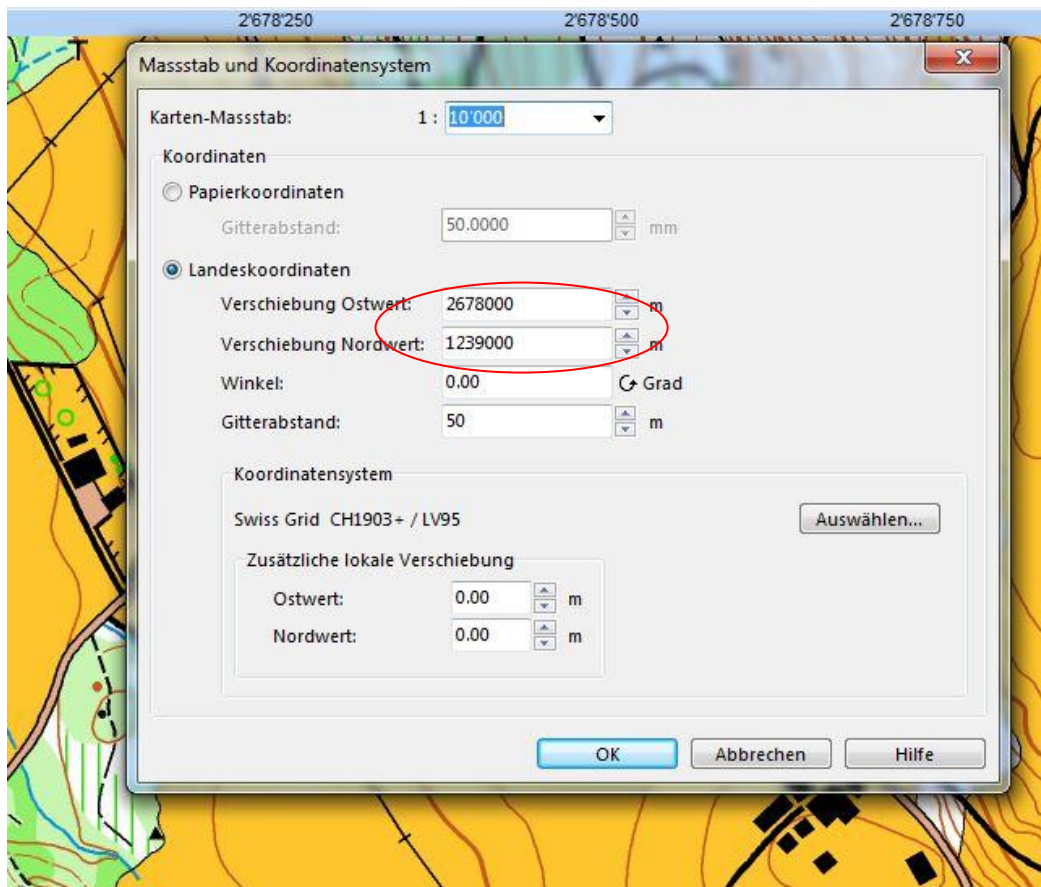 2'678'250 2'678'500 2'678'750
Massstab und Koordinatensystem
Karten-Massstab: 1 : 10'000
Koordinaten
Papierkoordinaten
Gitterabstand: 50.0000 mm
Landeskoordinaten
Verschiebung Ostwert: 2678000 m
Verschiebung Nordwert: 1239000 m
Winkel: 0.00 Grad
Gitterabstand: 50 m
Koordinatensystem
Swiss Grid CH1903+ / LV95 Auswählen...
Zusätzliche lokale Verschiebung
Ostwert: 0.00 m
Nordwert: 0.00 m
OK Abbrechen Hilfe